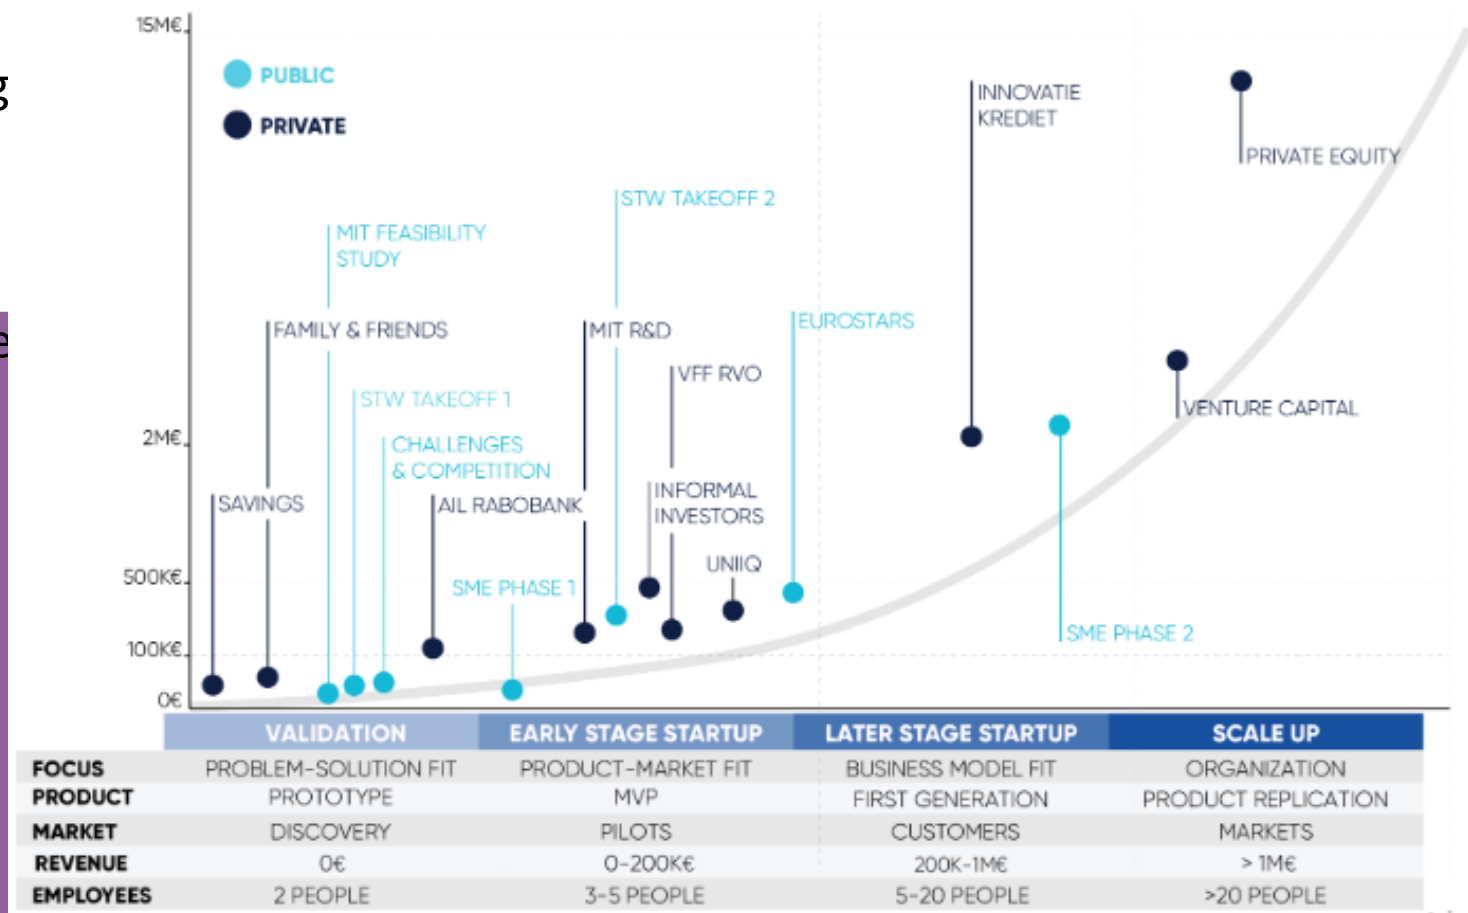 g
e
15M€
2M€
500K€
100K€
0€
PUBLIC
PRIVATE
INNOVATIE
KREDIET
PRIVATE EQUITY
STW TAKEOFF 2
MIT FEASIBILITY
STUDY
FAMILY & FRIENDS
MIT R&D
EUROSTARS
VFF RVO
STW TAKEOFF 1
VENTURE CAPITAL
CHALLENGES
& COMPETITION
SAVINGS
AIL RABOBANK
INFORMAL
INVESTORS
UNIIQ
SME PHASE 1
SME PHASE 2
VALIDATION EARLY STAGE STARTUP LATER STAGE STARTUP SCALE UP
FOCUS PROBLEM-SOLUTION FIT PRODUCT-MARKET FIT BUSINESS MODEL FIT ORGANIZATION
PRODUCT PROTOTYPE MVP FIRST GENERATION PRODUCT REPLICATION
MARKET DISCOVERY PILOTS CUSTOMERS MARKETS
REVENUE 0€ 0-200K€ 200K-1M€ > 1M€
EMPLOYEES 2 PEOPLE 3-5 PEOPLE 5-20 PEOPLE >20 PEOPLE